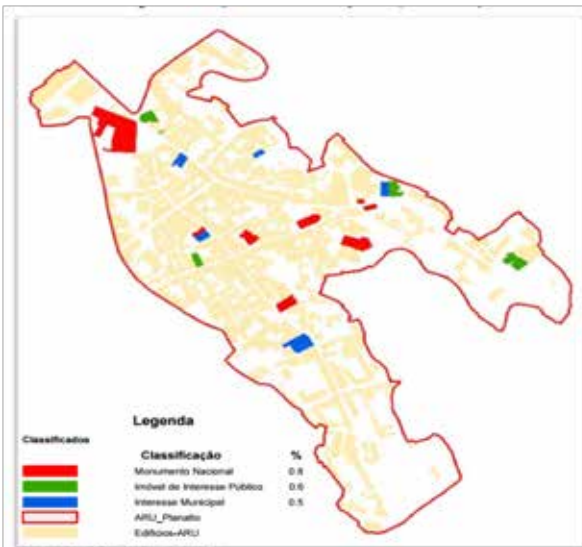 Legenda
Classificados
Classificação %
Monumento Nacional 0.8
Imóvel de Interesse Público 0.6
Interesse Municipal 0.5
ARU_Planalto
Edifícios-ARU